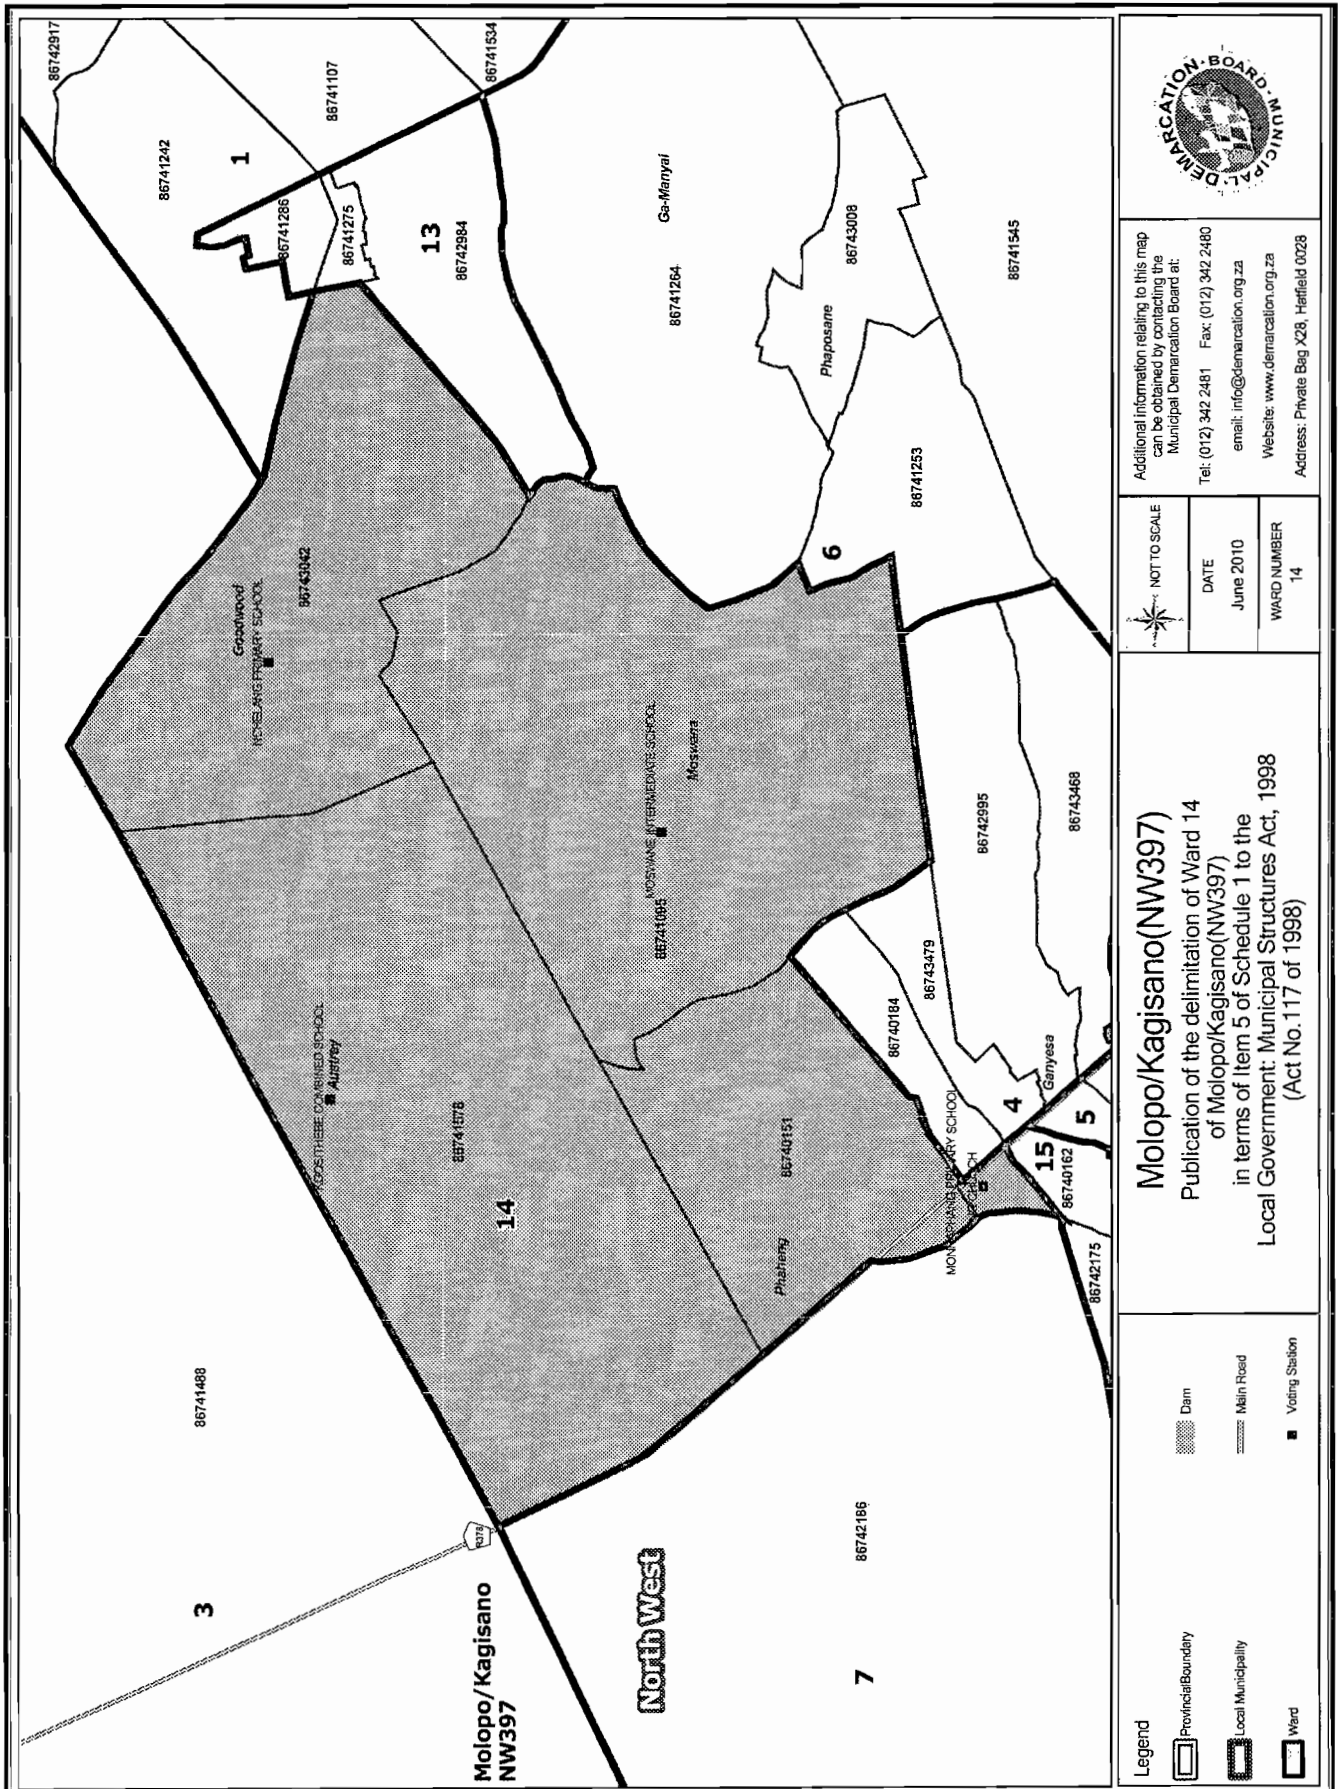 86742917
86741242
1
86741107
86741534
86741286
86741275
13
86742984
Ga-Manyai
86741264
86743008
Phaposane
86741545
86741253
6
Goodwood
86743042
MOSWANE INTERMEDIATE SCHOOL
Moswana
86741095
KGOSITHEBE COMBINED SCHOOL
Austrey
86741578
14
86740151
Phaheng
86742995
86743468
86743479
86740184
Ganyesa
4
5
15
86740162
86742175
86741488
3
R378
Molopo/Kagisano
NW397
North West
86742186
7
Legend
ProvincialBoundary
Local Municipality
Ward
Dam
Main Road
Voting Station
Molopo/Kagisano(NW397)
Publication of the delimitation of Ward 14
of Molopo/Kagisano(NW397)
in terms of Item 5 of Schedule 1 to the
Local Government: Municipal Structures Act, 1998
(Act No.117 of 1998)
NOT TO SCALE
DATE
June 2010
WARD NUMBER
14
Additional information relating to this map
can be obtained by contacting the
Municipal Demarcation Board at:
Tel: (012) 342 2481 Fax: (012) 342 2480
email: info@demarcation.org.za
Website: www.demarcation.org.za
Address: Private Bag X28, Hatfield 0028
MUNICIPAL·DEMARCATION·BOARD·